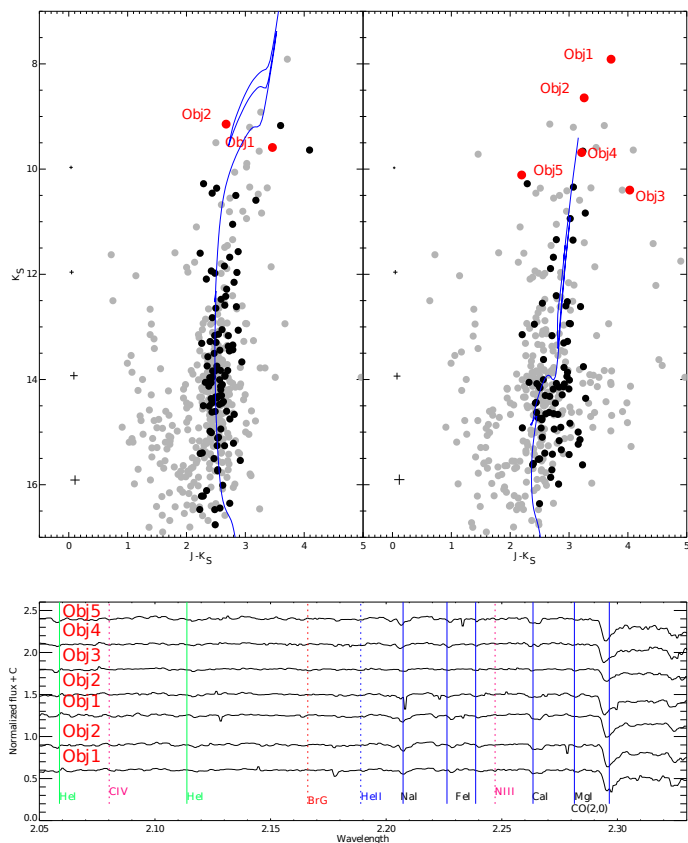 8
10
12
14
16
K_S
Obj2
Obj1
0
1
2
3
4
J-K_S
Obj1
Obj2
Obj4
Obj5
Obj3
0
1
2
3
4
5
J-K_S
Normalized flux + C
2.5
2.0
1.5
1.0
0.5
0.0
Obj5
Obj4
Obj3
Obj2
Obj1
Obj2
Obj1
HeI
CIV
HeI
BrG
HeII
NaI
FeI
NIII
CaI
MgI
CO(2,0)
2.05
2.10
2.15
2.20
2.25
2.30
Wavelength